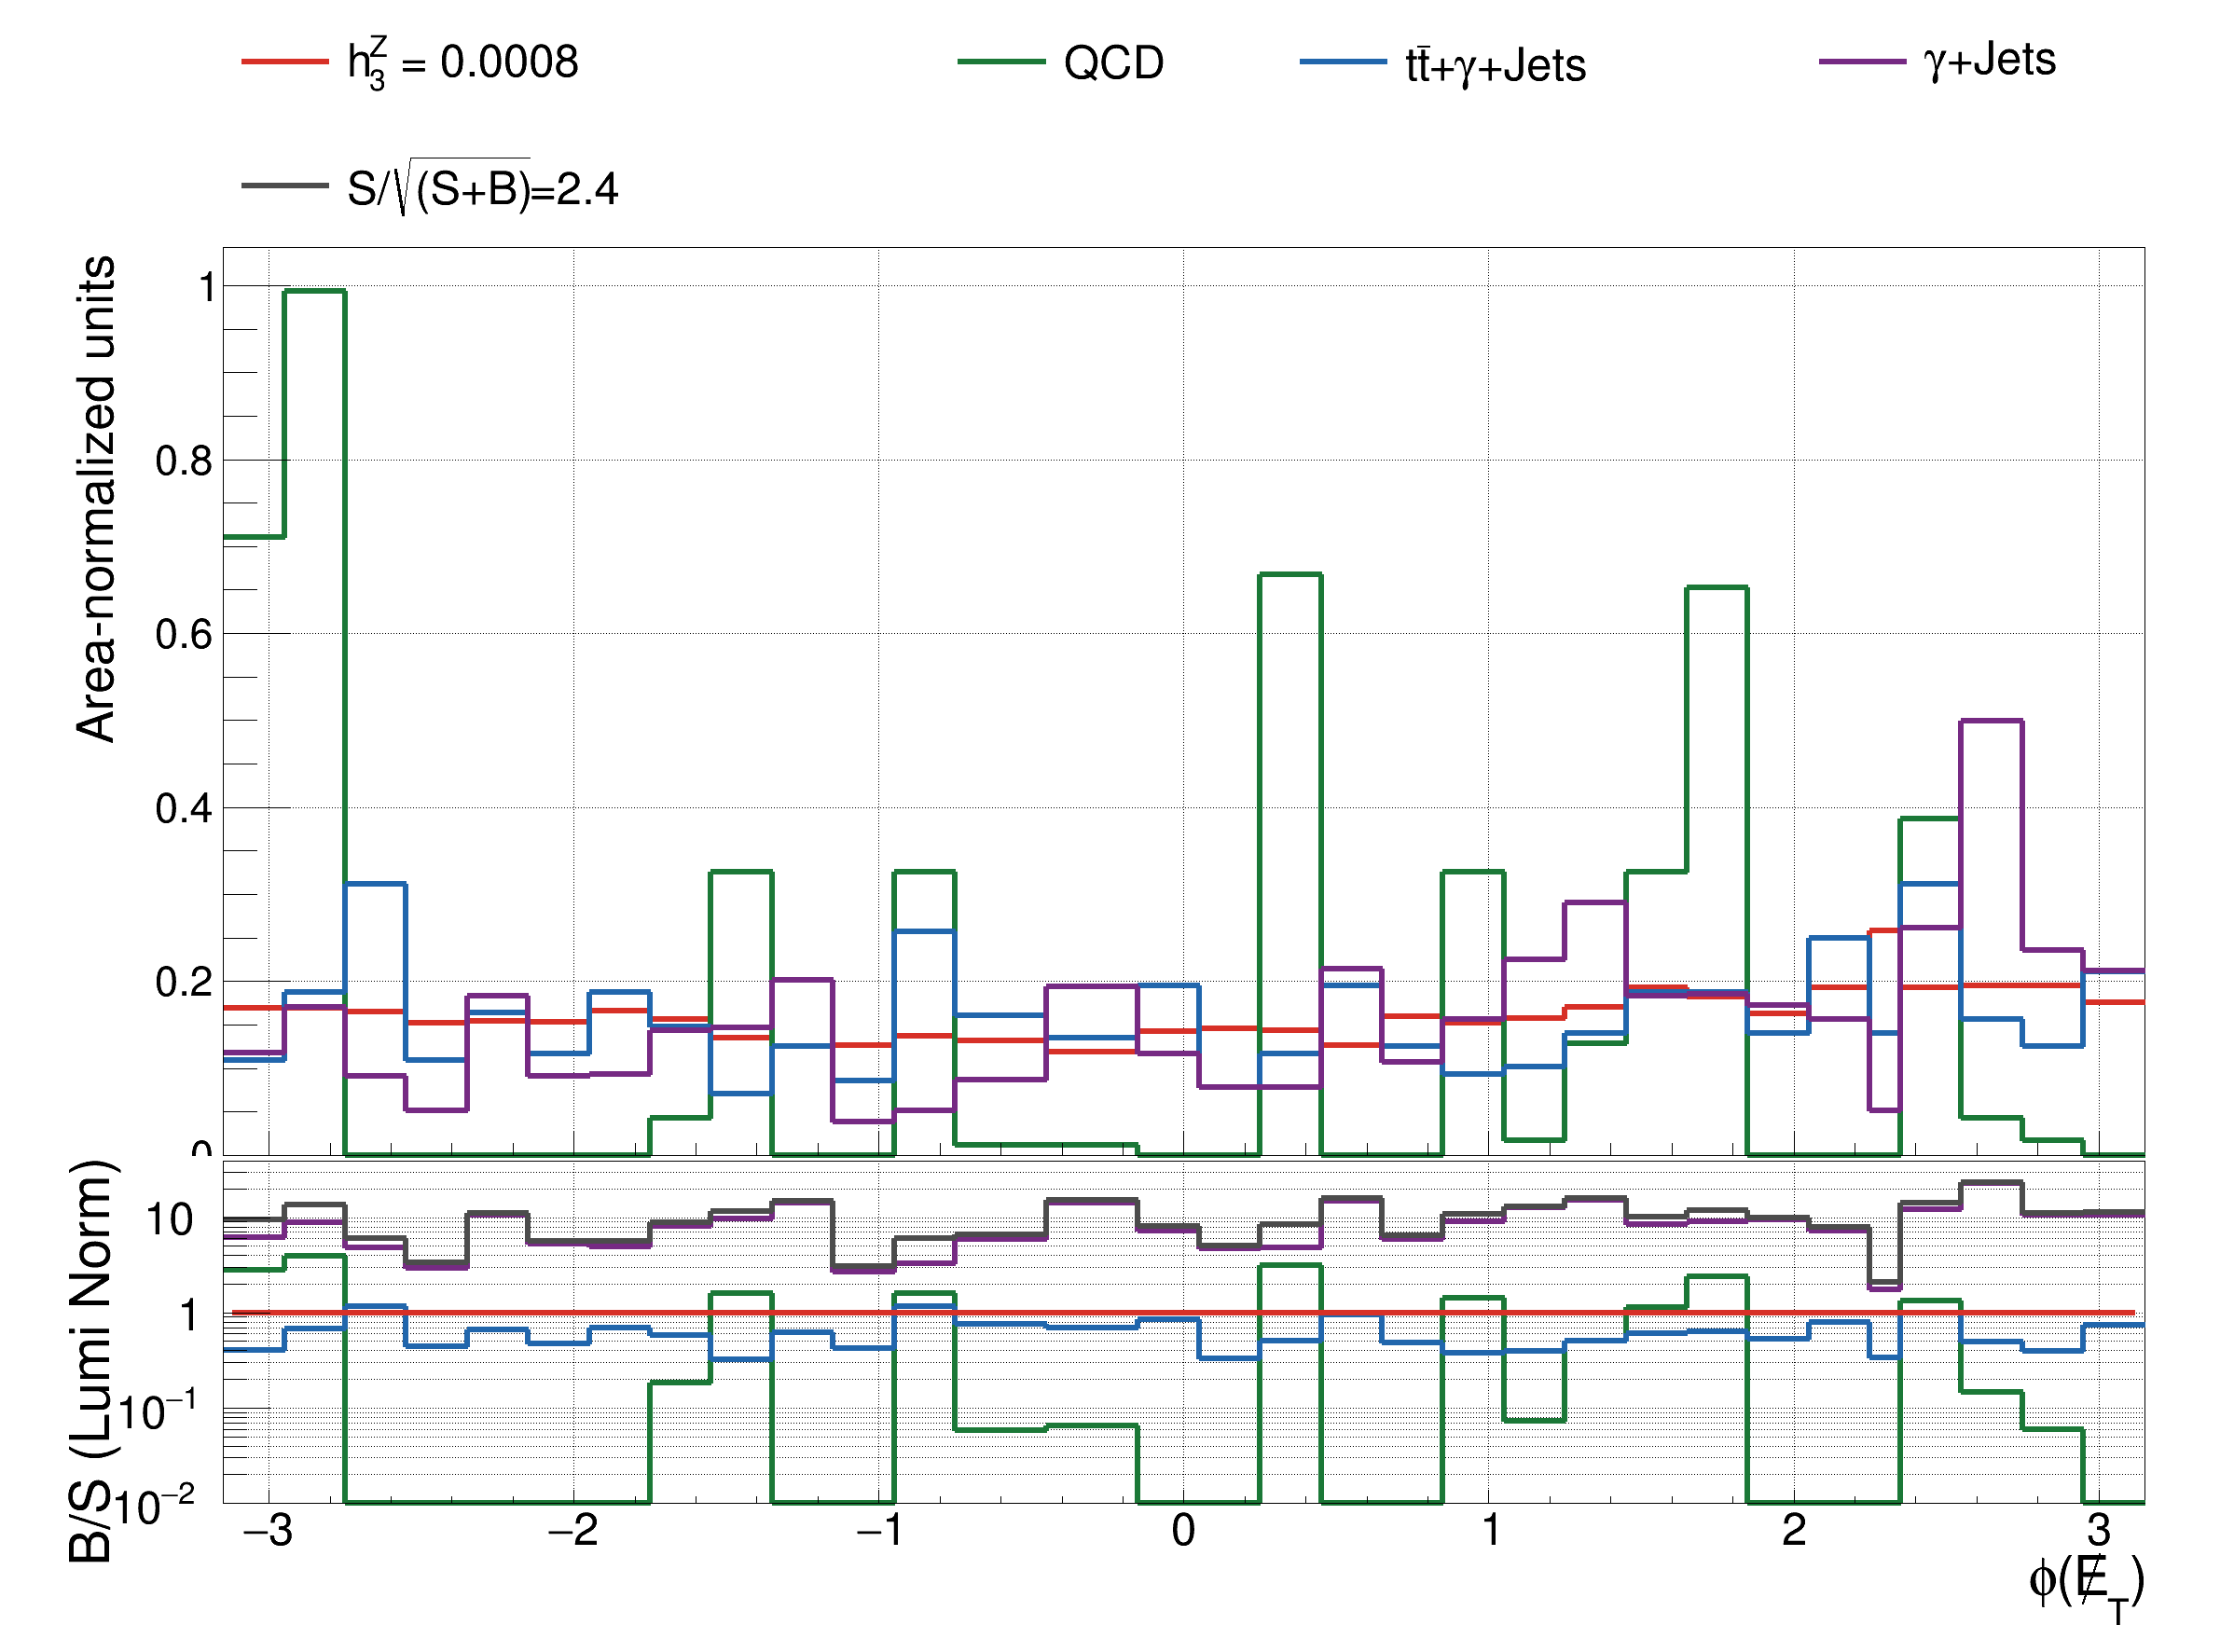 h₃ᶻ = 0.0008 QCD tt̄+γ+Jets γ+Jets
S/√(S+B)=2.4
Area-normalized units
1
0.8
0.6
0.4
0.2
0
B/S (Lumi Norm)
10
1
10⁻¹
10⁻²
−3 −2 −1 0 1 2 3
ϕ(E̸_T)